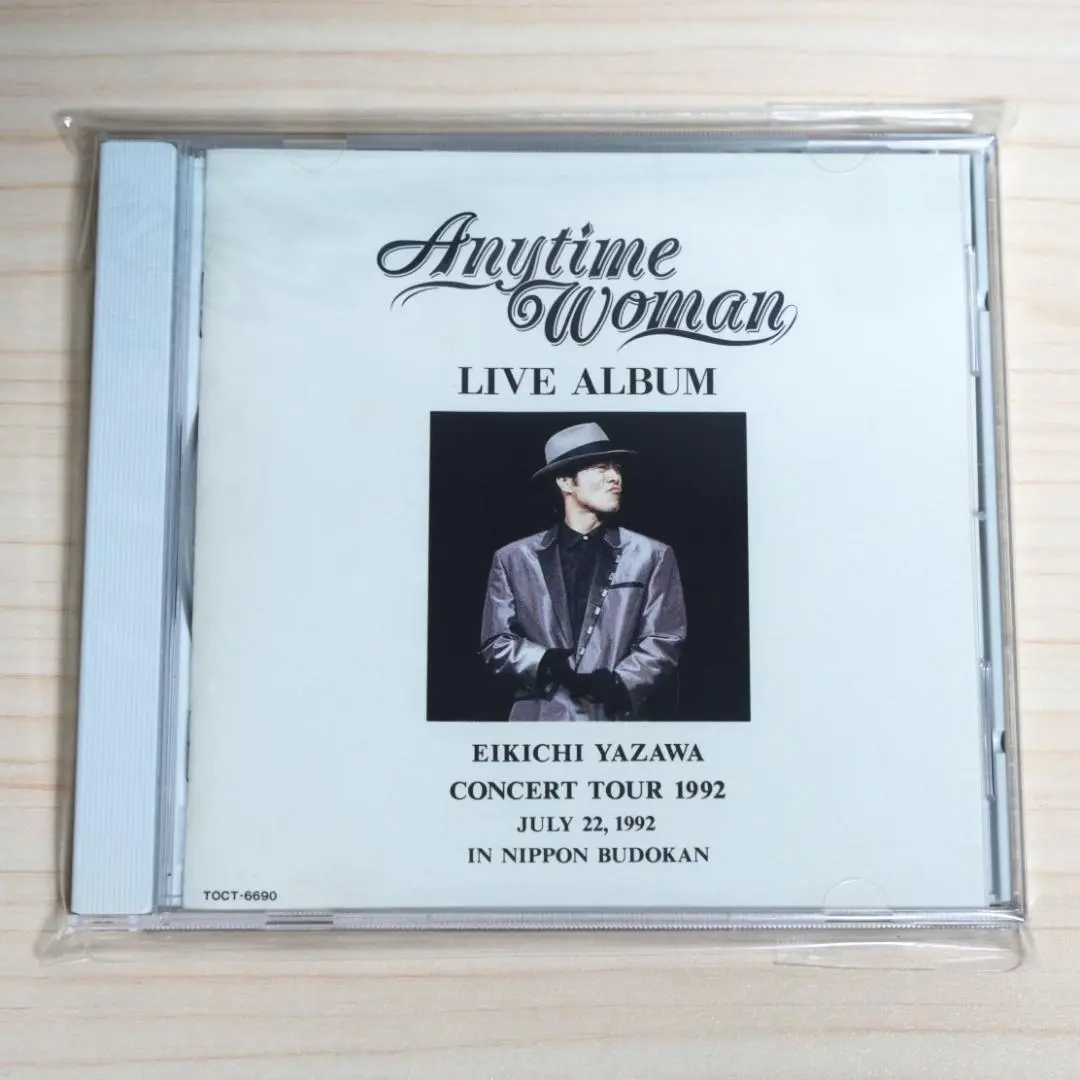 Anytime
Woman
LIVE ALBUM
EIKICHI YAZAWA
CONCERT TOUR 1992
JULY 22, 1992
IN NIPPON BUDOKAN
TOCT-6690